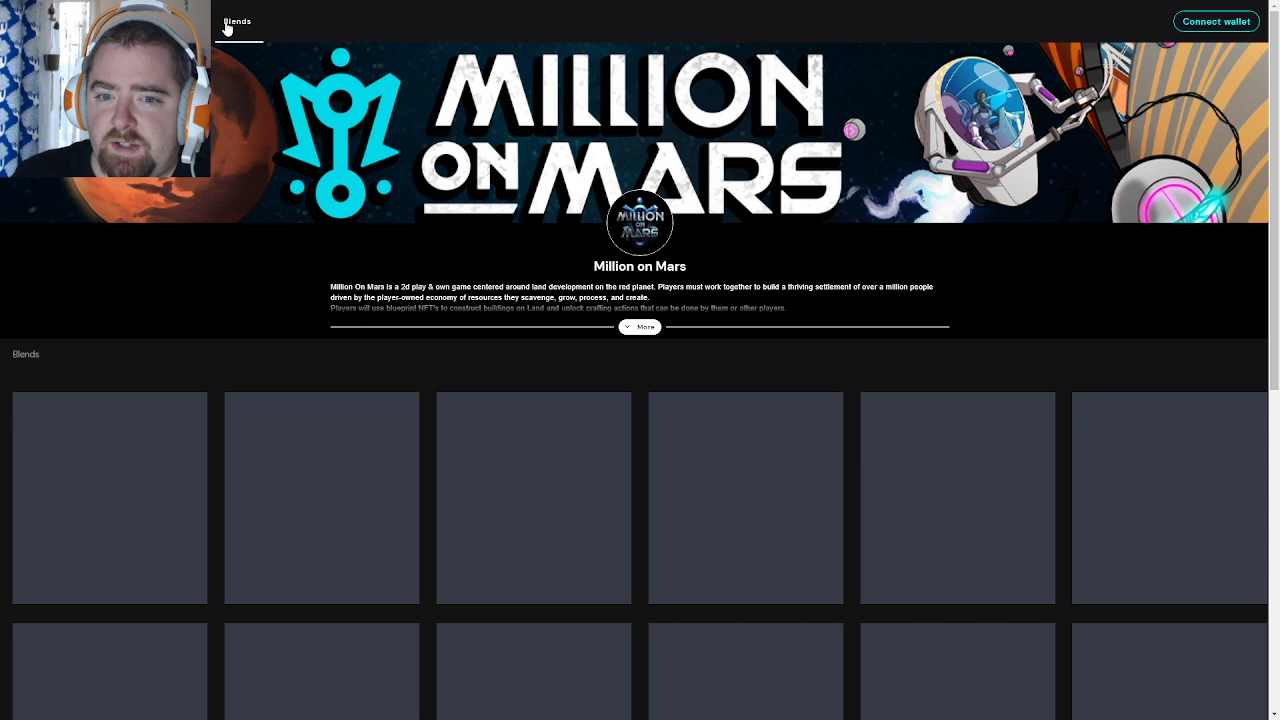 Blends
Connect wallet
MILLION
ON MARS
MILLION
ON
MARS
Million on Mars
Million On Mars is a 2d play & own game centered around land development on the red planet. Players must work together to build a thriving settlement of over a million people
driven by the player-owned economy of resources they scavenge, grow, process, and create.
Players will use blueprint NFT's to construct buildings on Land and unlock crafting actions that can be done by them or other players.
More
Blends